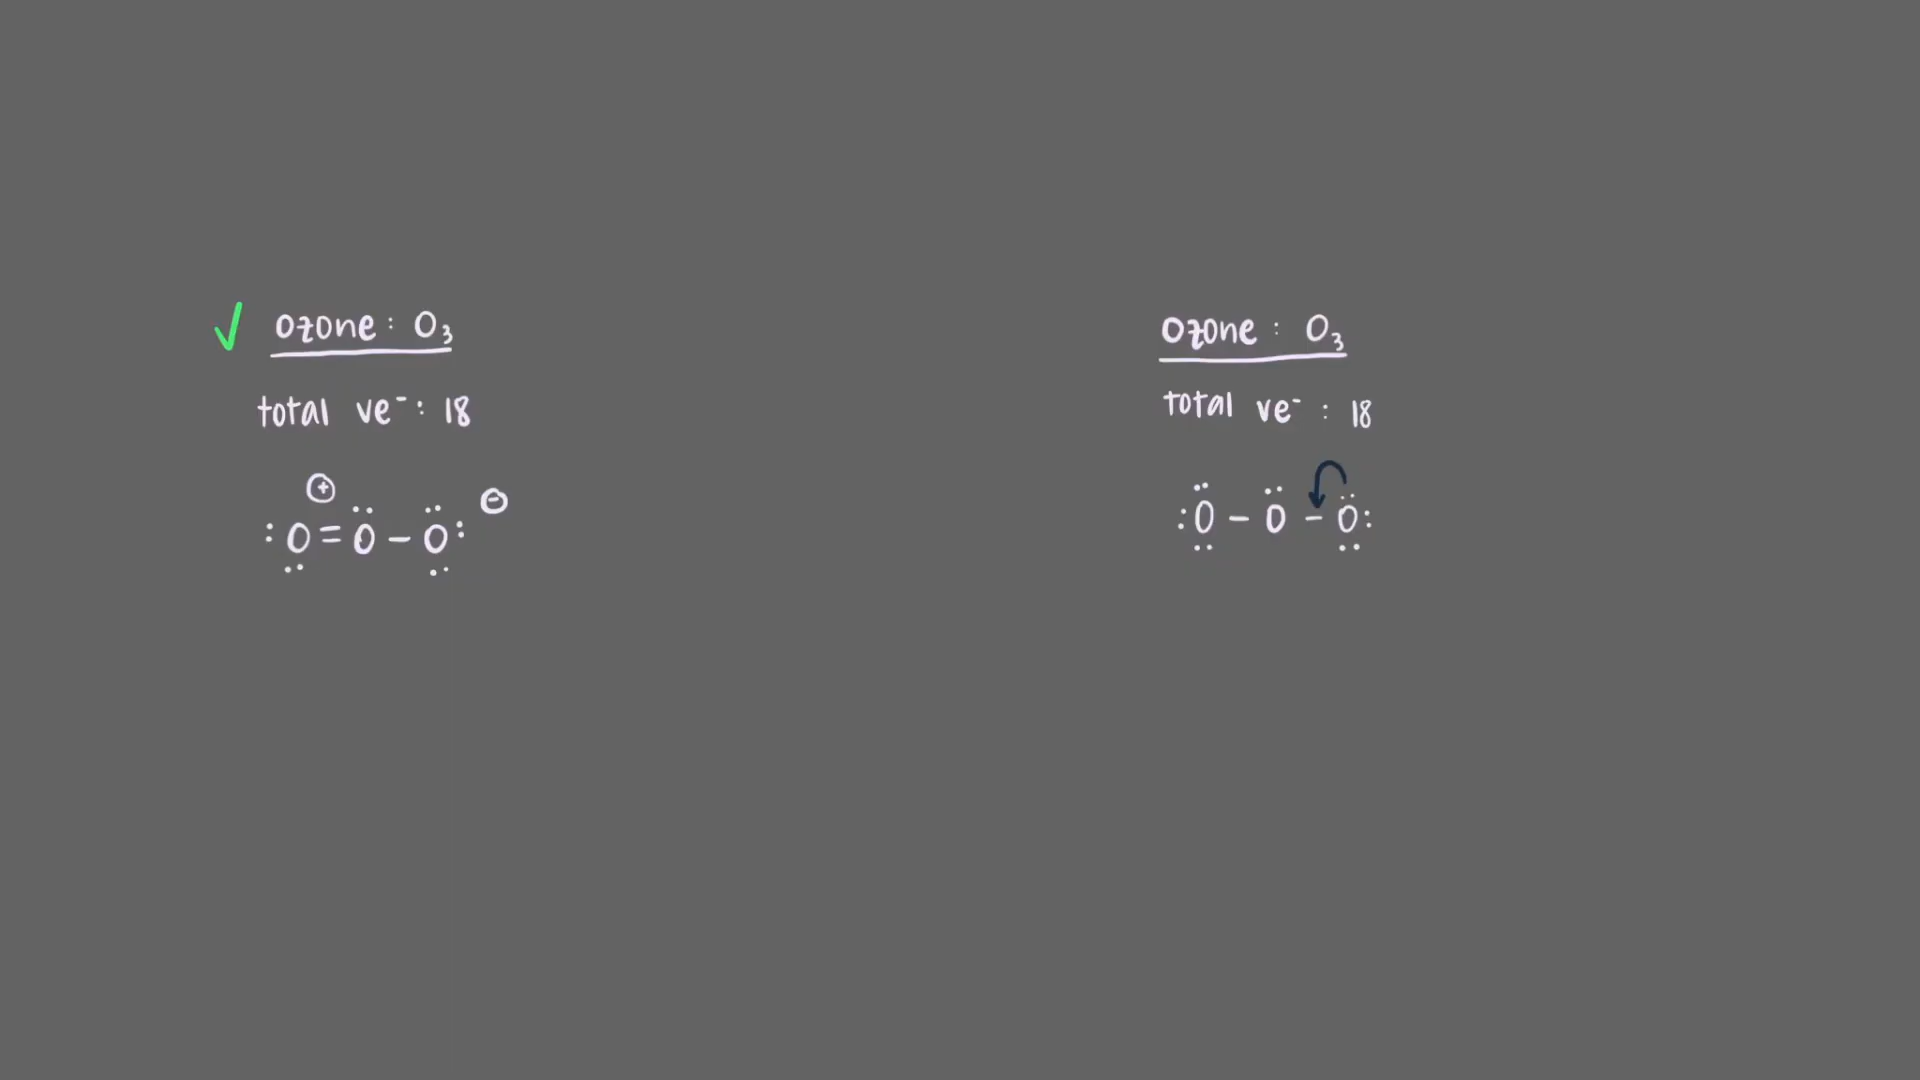 ✓ ozone: O₃
total ve⁻: 18
⊕ ⊖
:O=O-O:
ozone: O₃
total ve⁻: 18
:O-O-O: